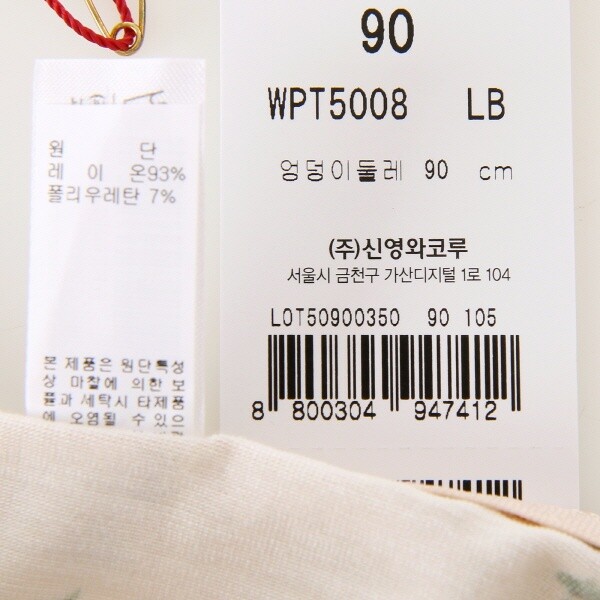 90
WPT5008 LB
엉덩이둘레 90 cm
(주)신영와코루
서울시 금천구 가산디지털 1로 104
LOT50900350 90 105
8 800304 947412
원 단
레 이 온93%
폴리우레탄 7%
본 제품은 원단특성
상 마찰에 의한 보
풀과 세탁시 타제품
에 오염될 수 있으